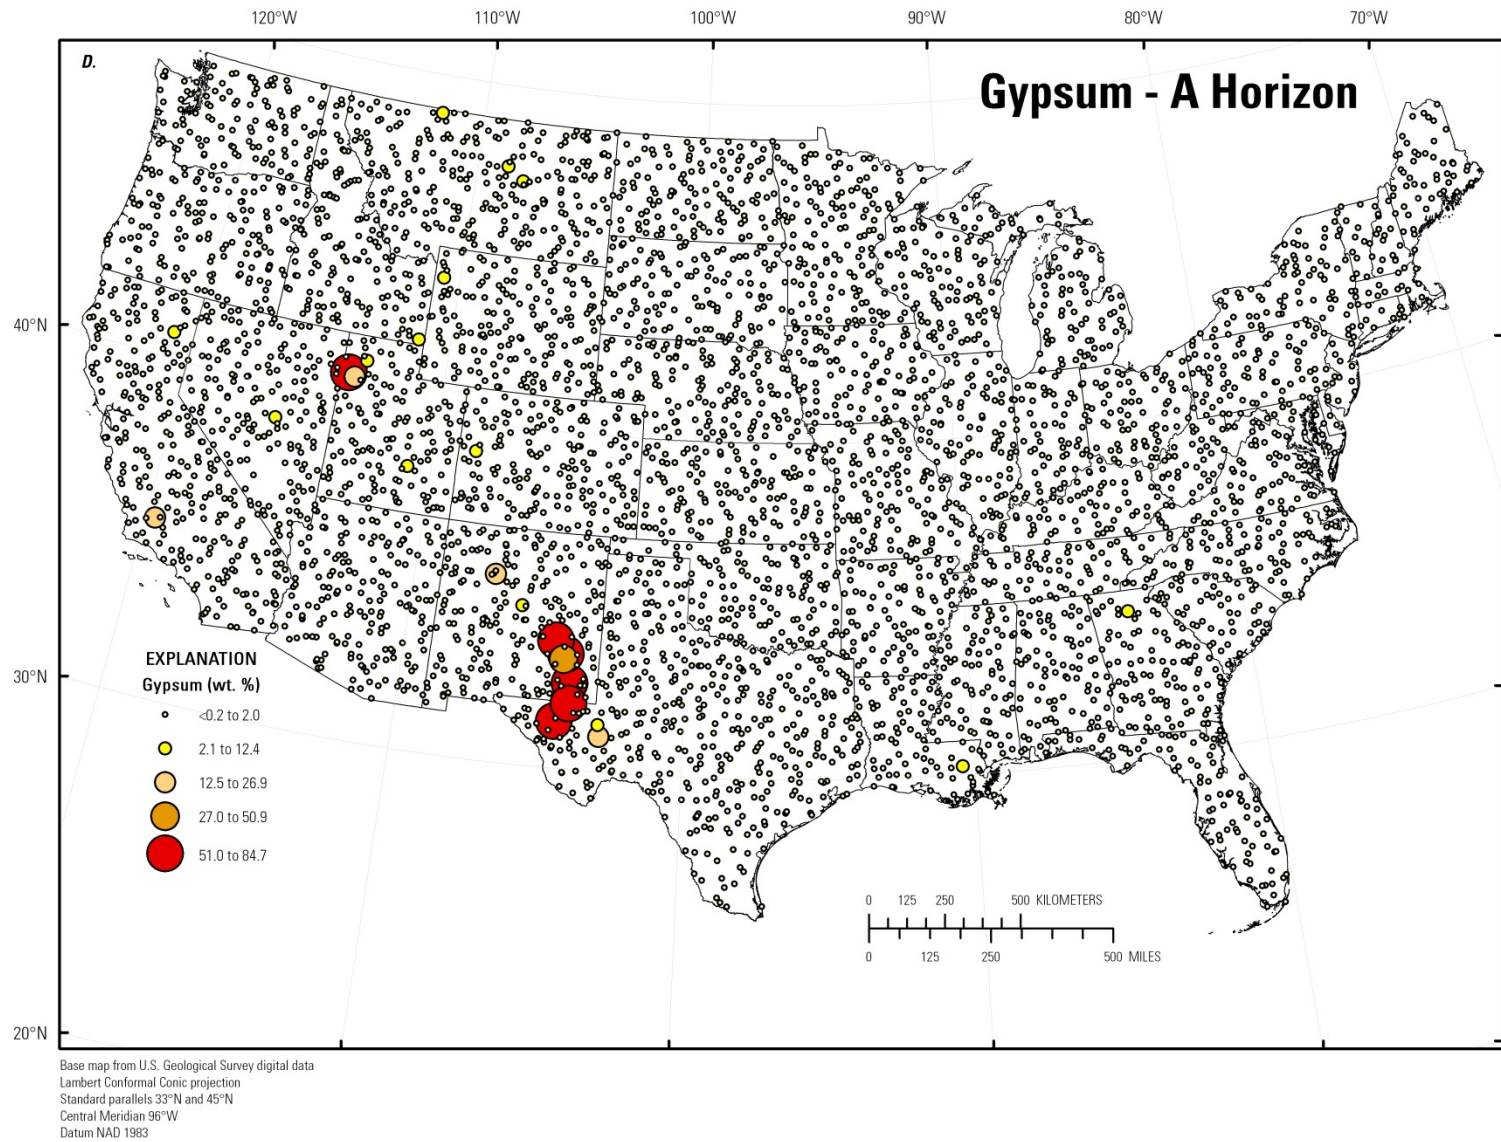 120°W 110°W 100°W 90°W 80°W 70°W
D.
Gypsum - A Horizon
40°N
30°N
20°N
EXPLANATION
Gypsum (wt. %)
<0.2 to 2.0
2.1 to 12.4
12.5 to 26.9
27.0 to 50.9
51.0 to 84.7
0 125 250 500 KILOMETERS
0 125 250 500 MILES
Base map from U.S. Geological Survey digital data
Lambert Conformal Conic projection
Standard parallels 33°N and 45°N
Central Meridian 96°W
Datum NAD 1983